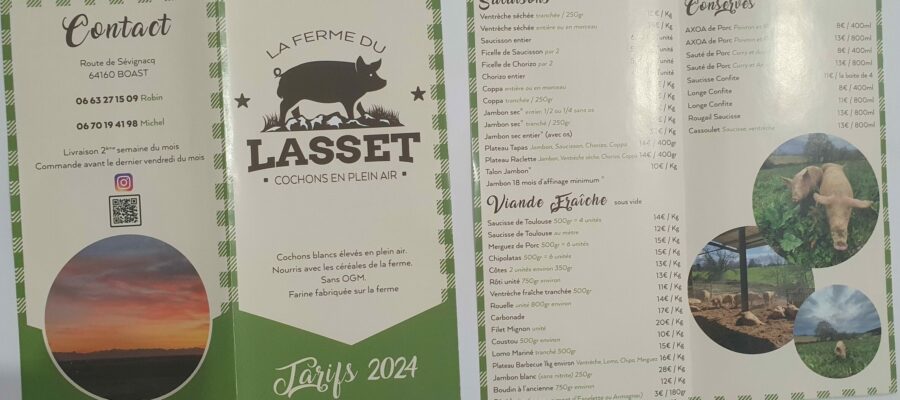 Contact
Route de Sévignacq
64160 BOAST
06 63 27 15 09 Robin
06 70 19 41 98 Michel
Livraison 2ème semaine du mois
Commande avant le dernier vendredi du mois
LA FERME DU
LASSET
COCHONS EN PLEIN AIR
Cochons blancs élevés en plein air.
Nourris avec les céréales de la ferme.
Sans OGM.
Farine fabriquée sur la ferme
Tarifs 2024
Salaisons
Ventrèche séchée tranchée / 250gr
Ventrèche séchée entière ou en morceau
Saucisson entier
Ficelle de Saucisson par 2
Ficelle de Chorizo par 2
Chorizo entier
Coppa entière ou en morceau
Coppa tranchée / 250gr
Jambon sec* entier 1/2 ou 1/4 sans os
Jambon sec* tranché / 250gr
Jambon sec entier* (avec os)
Plateau Tapas Jambon, Saucisson, Chorizo, Coppa 14€ / 400gr
Plateau Raclette Jambon, Ventrèche sèche, Chorizo, Coppa 14€ / 400gr
Talon Jambon* 10€ / Kg
Jambon 18 mois d'affinage minimum *
Viande Fraîche sous vide
Saucisse de Toulouse 500gr = 4 unités 14€ / Kg
Saucisse de Toulouse au mètre 12€ / Kg
Merguez de Porc 500gr = 6 unités 15€ / Kg
Chipolatas 500gr = 6 unités 15€ / Kg
Côtes 2 unités environ 350gr 13€ / Kg
Rôti unité 750gr environ 13€ / Kg
Ventrèche fraîche tranchée 500gr 11€ / Kg
Rouelle unité 800gr environ 14€ / Kg
Carbonade 17€ / Kg
Filet Mignon unité 20€ / Kg
Coustou 500gr environ 10€ / Kg
Lomo Mariné tranché 500gr 15€ / Kg
Plateau Barbecue 1kg environ Ventrèche, Lomo, Chipo, Merguez 16€ / Kg
Jambon blanc (sans nitrite) 250gr 28€ / Kg
Boudin à l'ancienne 750gr environ 12€ / Kg
3€ / 180gr
Conserves
AXOA de Porc 8€ / 400ml
AXOA de Porc 13€ / 800ml
Sauté de Porc 8€ / 400ml
Sauté de Porc 13€ / 800ml
Saucisse Confite 11€ / la boite de 4
Longe Confite 8€ / 400ml
Longe Confite 11€ / 800ml
Rougail Saucisse 13€ / 800ml
Cassoulet Saucisse, ventrèche 13€ / 800ml